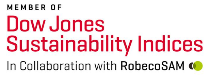 MEMBER OF
Dow Jones
Sustainability Indices
In Collaboration with RobecoSAM